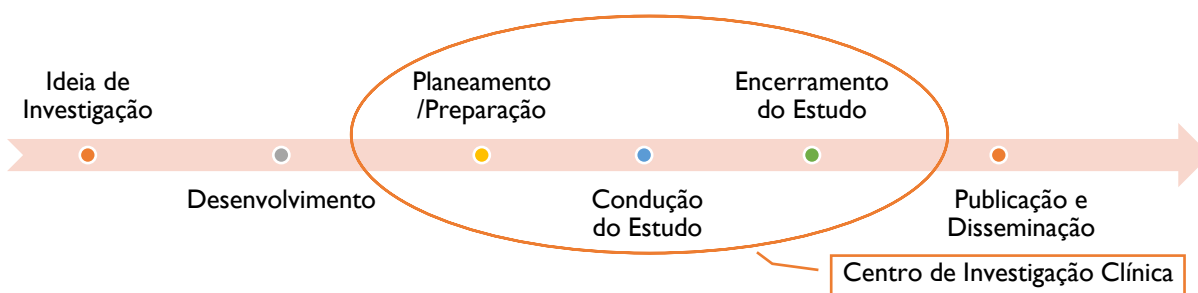 Ideia de
Investigação
Desenvolvimento
Planeamento
/Preparação
Condução
do Estudo
Encerramento
do Estudo
Publicação e
Disseminação
Centro de Investigação Clínica